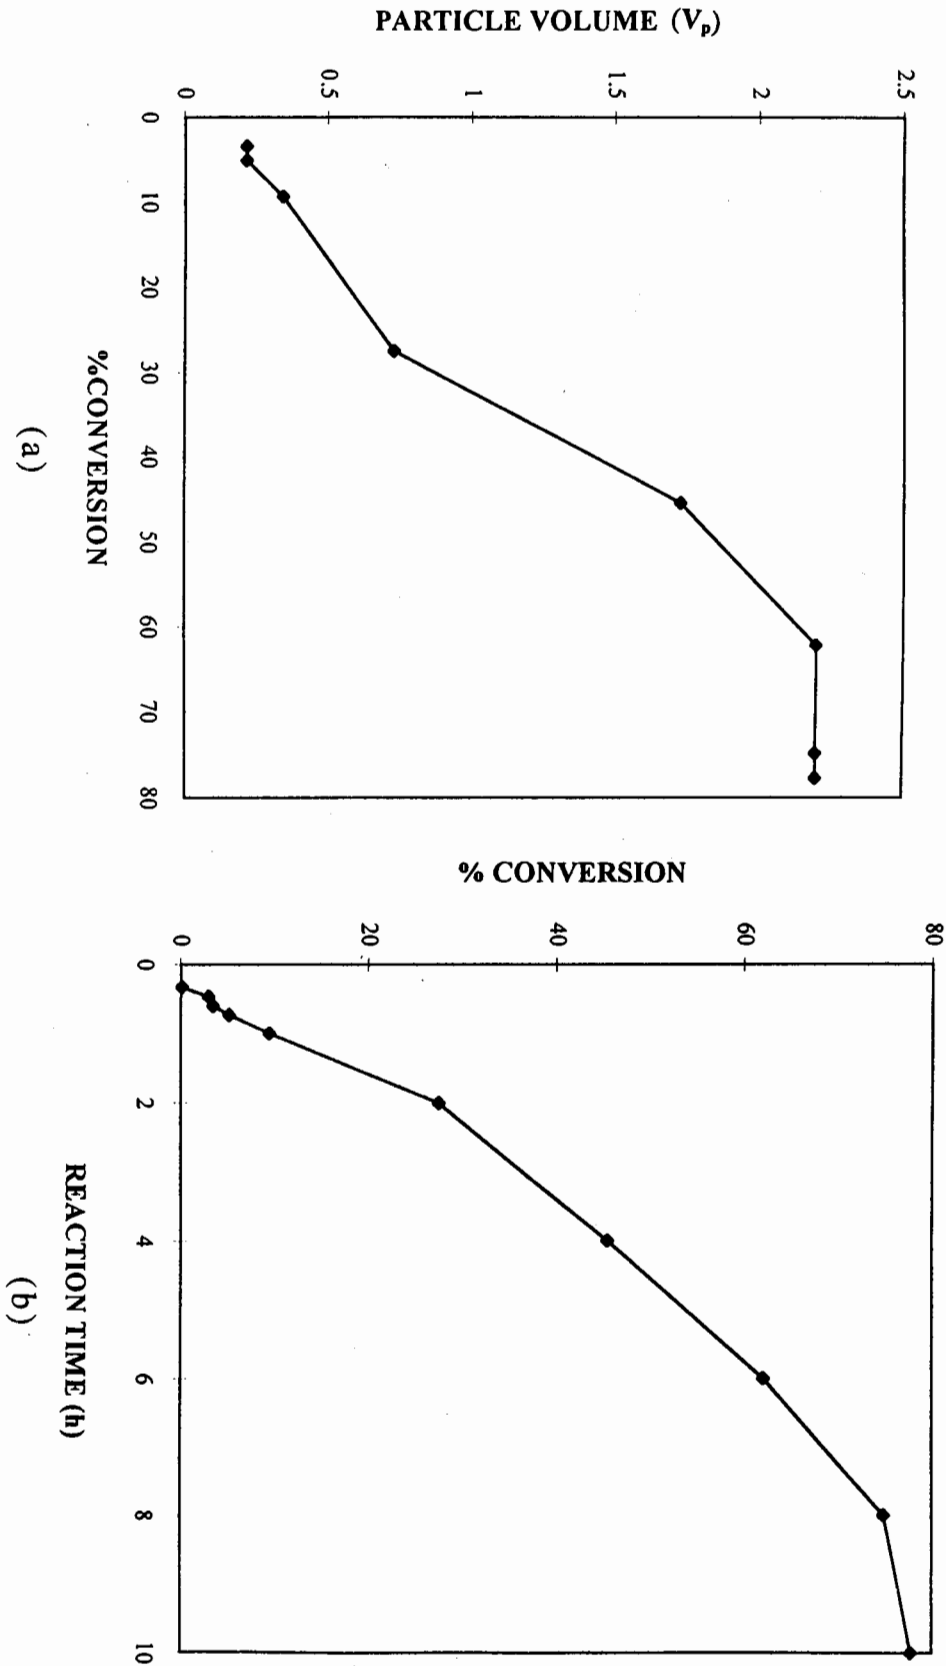 PARTICLE VOLUME (Vₚ)
2.5
2
1.5
1
0.5
0
0 10 20 30 40 50 60 70 80
%CONVERSION
(a)
% CONVERSION
80
60
40
20
0
0 2 4 6 8 10
REACTION TIME (h)
(b)